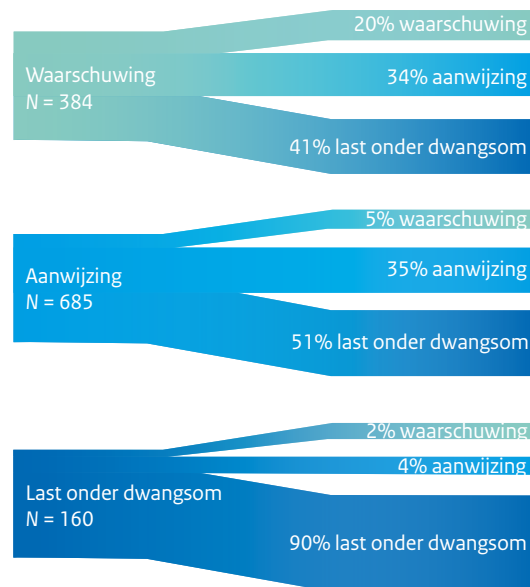 20% waarschuwing
Waarschuwing
N = 384
34% aanwijzing
41% last onder dwangsom
5% waarschuwing
Aanwijzing
N = 685
35% aanwijzing
51% last onder dwangsom
2% waarschuwing
4% aanwijzing
Last onder dwangsom
N = 160
90% last onder dwangsom